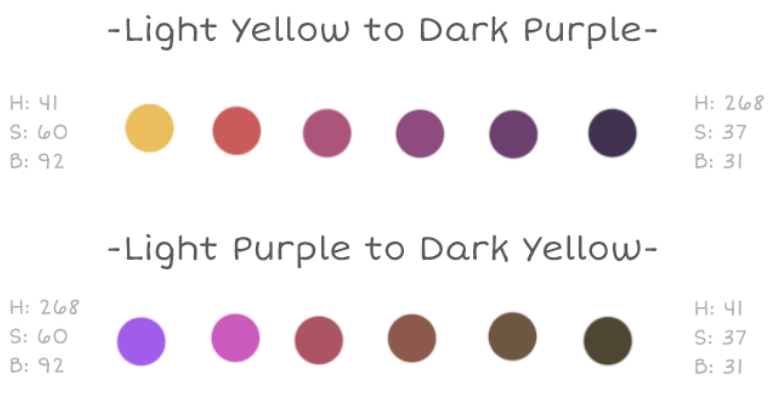 -Light Yellow to Dark Purple-
H: 41
S: 60
B: 92
H: 268
S: 37
B: 31
-Light Purple to Dark Yellow-
H: 268
S: 60
B: 92
H: 41
S: 37
B: 31